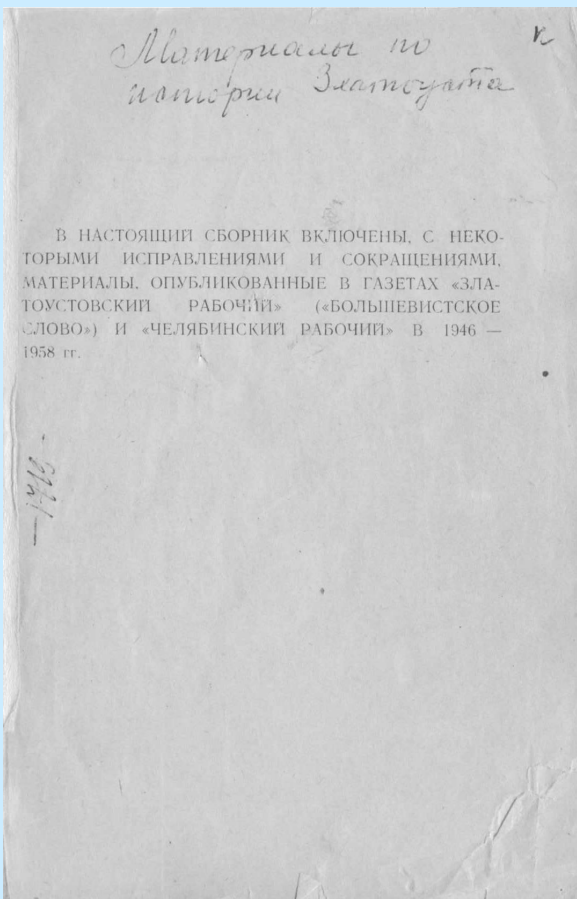 Материалы по
истории Златоуста
В НАСТОЯЩИЙ СБОРНИК ВКЛЮЧЕНЫ, С НЕКО-
ТОРЫМИ ИСПРАВЛЕНИЯМИ И СОКРАЩЕНИЯМИ,
МАТЕРИАЛЫ, ОПУБЛИКОВАННЫЕ В ГАЗЕТАХ «ЗЛА-
ТОУСТОВСКИЙ РАБОЧИЙ» («БОЛЬШЕВИСТСКОЕ
СЛОВО») И «ЧЕЛЯБИНСКИЙ РАБОЧИЙ» В 1946 —
1958 гг.